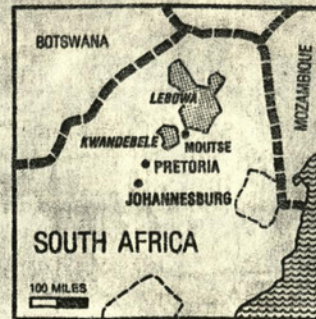 BOTSWANA
MOZAMBIQUE
LEBOWA
KWANDEBELE
MOUTSE
PRETORIA
JOHANNESBURG
SOUTH AFRICA
100 MILES